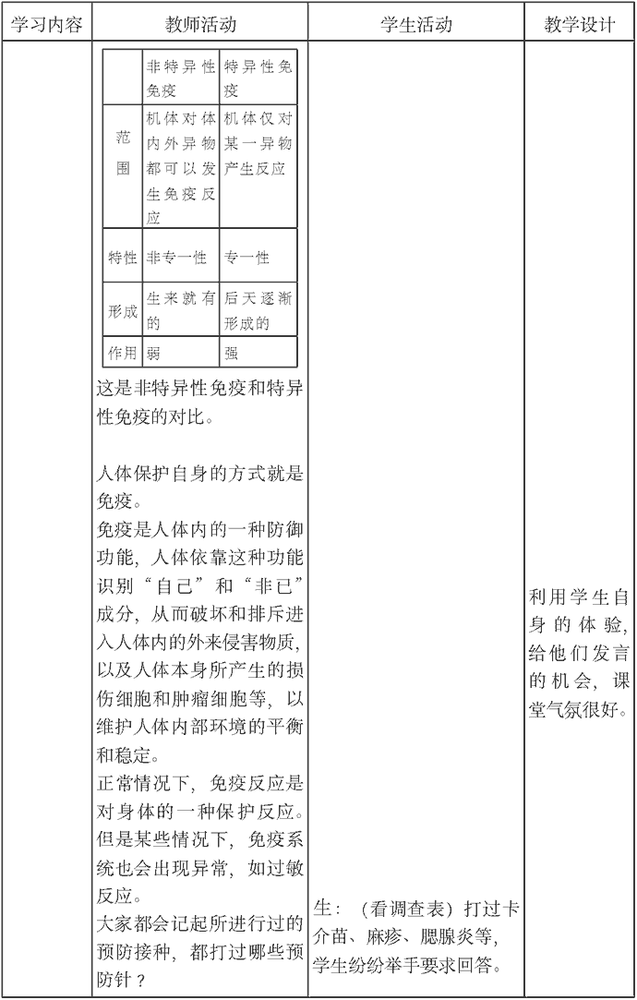 学习内容 教师活动 学生活动 教学设计
非特异性 特异性免
免疫 疫
机体对体 机体仅对
范 内外异物 某一异物
围 都可以发 产生反应
生免疫反
应
特性 非专一性 专一性
生来就有 后天逐渐
形成 的 形成的
作用 弱 强
这是非特异性免疫和特异
性免疫的对比。
人体保护自身的方式就是
免疫。
免疫是人体内的一种防御
功能，人体依靠这种功能
识别“自己”和“非已”
成分，从而破坏和排斥进
入人体内的外来侵害物质，
以及人体本身所产生的损
伤细胞和肿瘤细胞等，以
维护人体内部环境的平衡
和稳定。
正常情况下，免疫反应是
对身体的一种保护反应。
但是某些情况下，免疫系
统也会出现异常，如过敏
反应。
大家都会记起所进行过的
预防接种，都打过哪些预
防针？
生：（看调查表）打过卡
介苗、麻疹、腮腺炎等，
学生纷纷举手要求回答。
利用学生自
身的体验，
给他们发言
的机会，课
堂气氛很好。